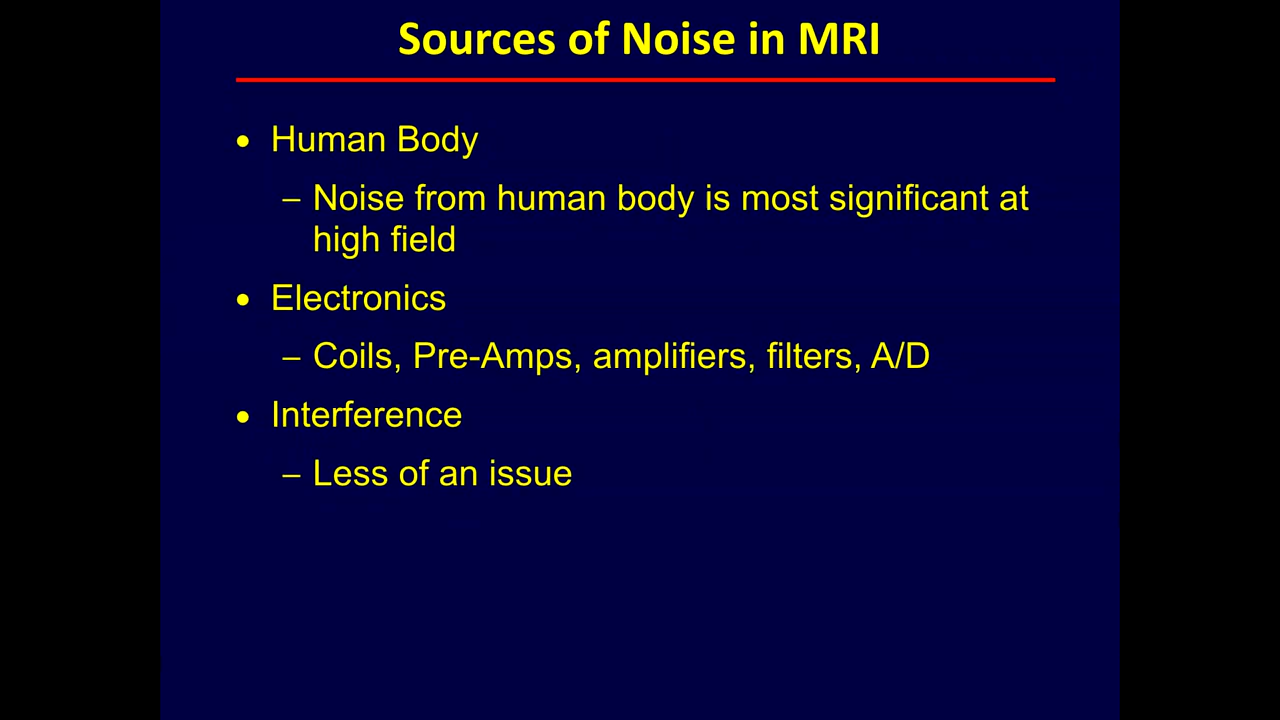 Sources of Noise in MRI
• Human Body
– Noise from human body is most significant at
high field
• Electronics
– Coils, Pre-Amps, amplifiers, filters, A/D
• Interference
– Less of an issue